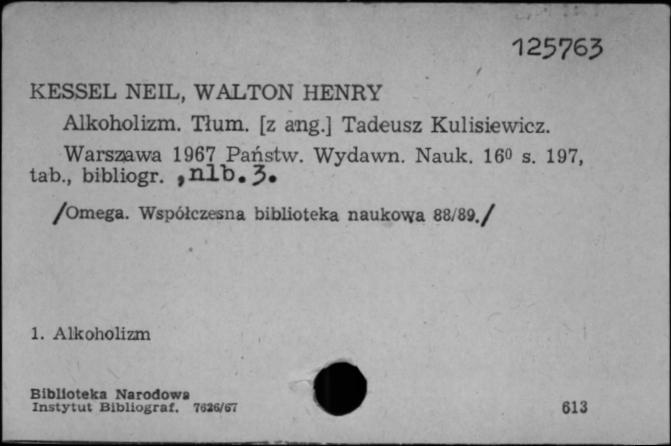 125763
KESSEL NEIL, WALTON HENRY
Alkoholizm. Tłum. [z ang.] Tadeusz Kulisiewicz.
Warszawa 1967 Państw. Wydawn. Nauk. 16⁰ s. 197,
tab., bibliogr. , nlb. 3.
/Omega. Współczesna biblioteka naukowa 88/89./
1. Alkoholizm
Biblioteka Narodowa
Instytut Bibliograf. 7626/67
613